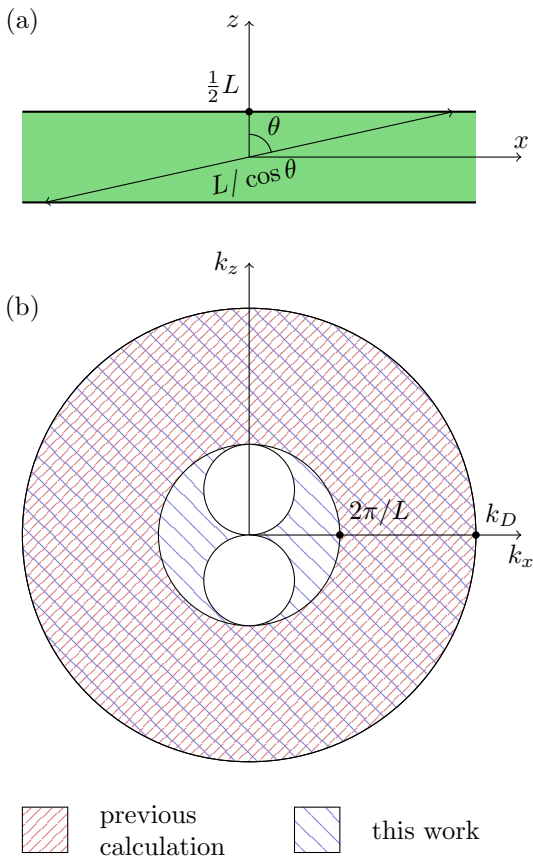 (a)
z
½L
θ
x
L/ cos θ
k_z
(b)
2π/L
k_D
k_x
previous
calculation
this work